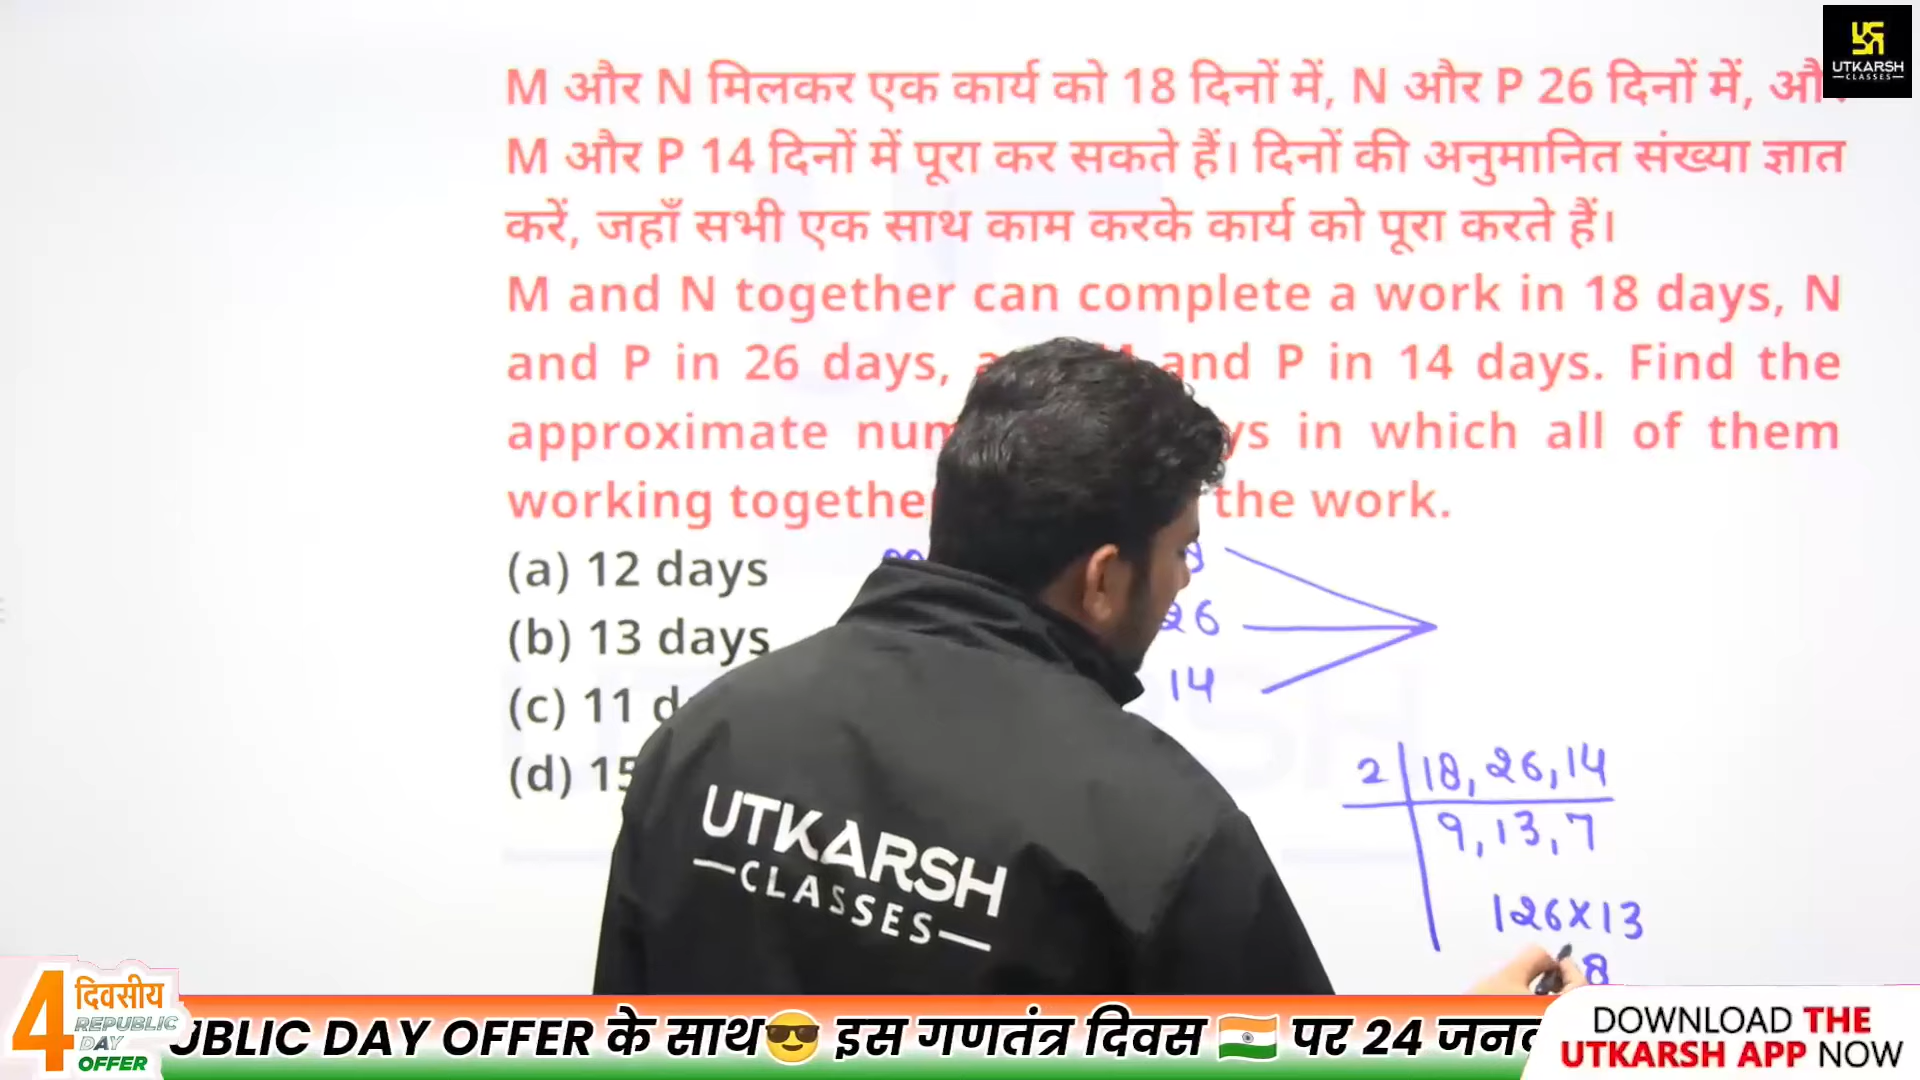 UTKARSH
CLASSES
M और N मिलकर एक कार्य को 18 दिनों में, N और P 26 दिनों में,
M और P 14 दिनों में पूरा कर सकते हैं। दिनों की अनुमानित संख्या ज्ञात
करें, जहाँ सभी एक साथ काम करके कार्य को पूरा करते हैं।
M and N together can complete a work in 18 days, N
and P in 26 days, and P in 14 days. Find the
approximate in which all of them
working the work.
(a) 12 days
(b) 13 days
(c) 11
(d) 15
26
14
2 18, 26, 14
9, 13, 7
126×13
8
UTKARSH
CLASSES
4 दिवसीय
REPUBLIC
DAY
OFFER
DAY OFFER के साथ😎 इस गणतंत्र दिवस 🇮🇳 पर 24
DOWNLOAD THE
UTKARSH APP NOW